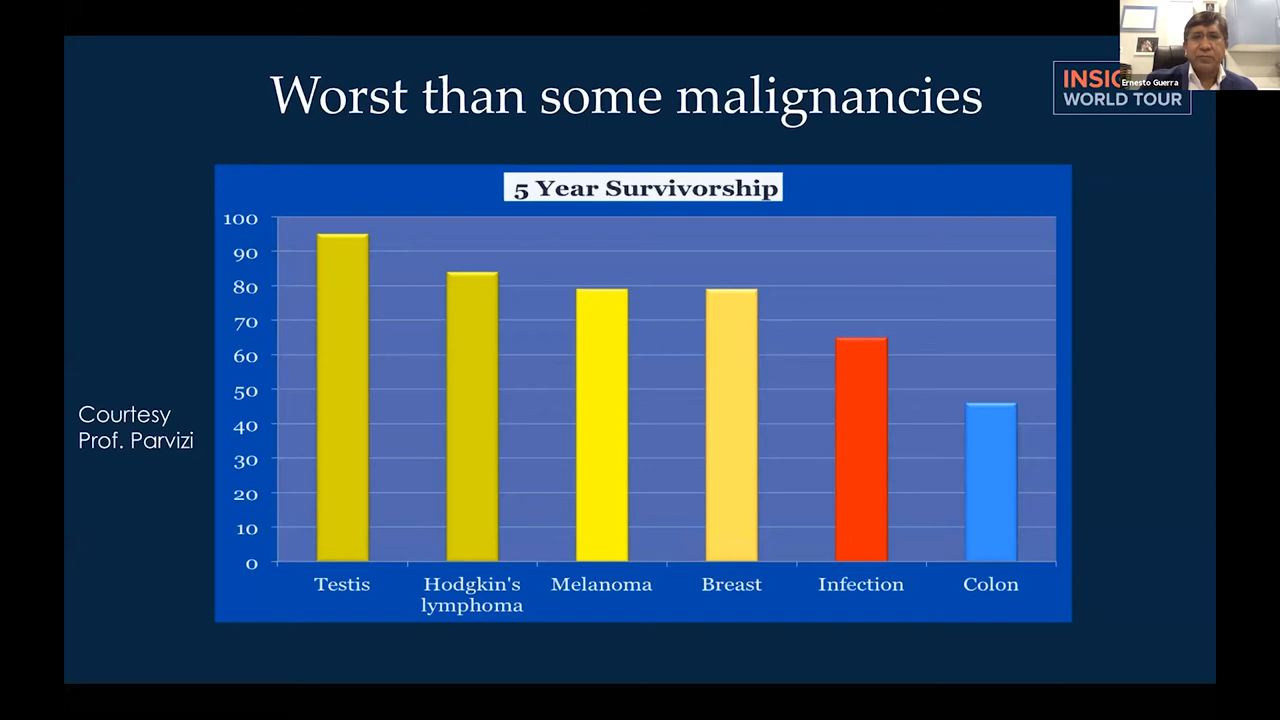 Worst than some malignancies
WORLD TOUR
Ernesto Guerra
5 Year Survivorship
100
90
80
70
60
50
40
30
20
10
0
Testis
Hodgkin's
lymphoma
Melanoma
Breast
Infection
Colon
Courtesy
Prof. Parvizi